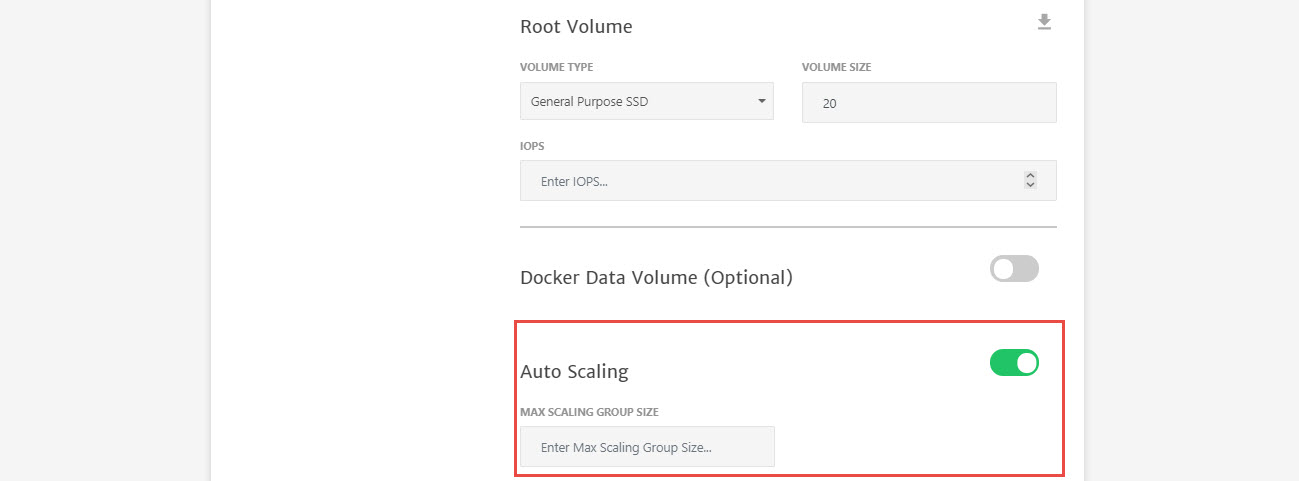 Root Volume
VOLUME TYPE
VOLUME SIZE
General Purpose SSD
20
IOPS
Enter IOPS...
Docker Data Volume (Optional)
Auto Scaling
MAX SCALING GROUP SIZE
Enter Max Scaling Group Size...